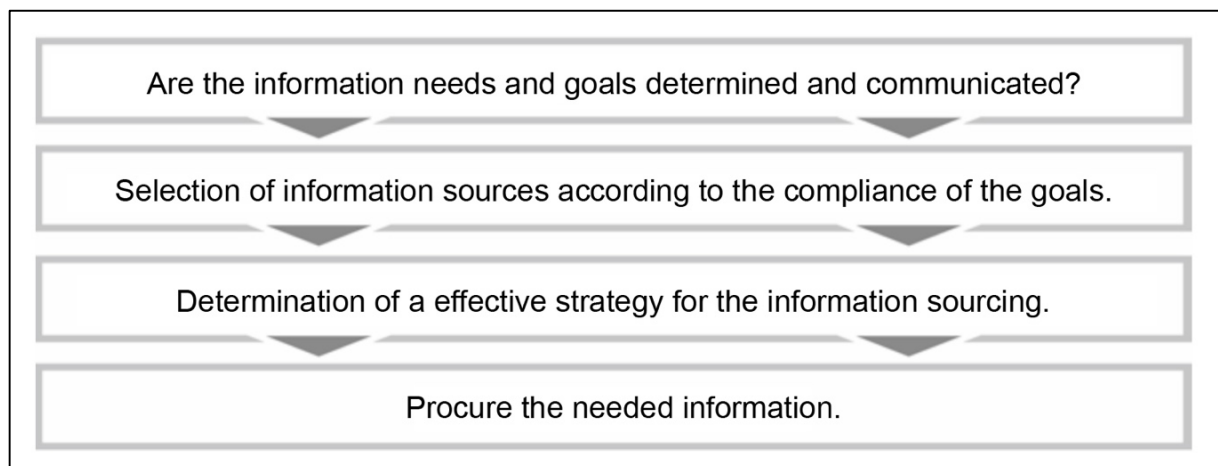 Are the information needs and goals determined and communicated?
Selection of information sources according to the compliance of the goals.
Determination of a effective strategy for the information sourcing.
Procure the needed information.